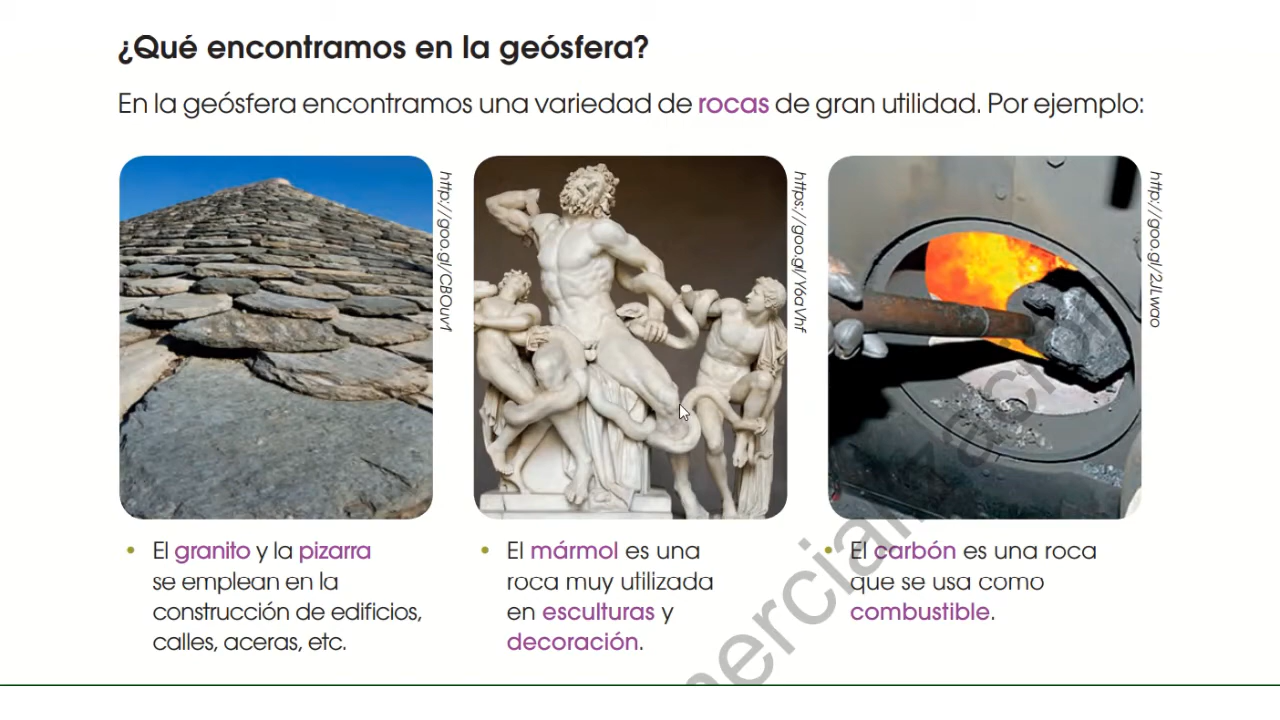 ¿Qué encontramos en la geósfera?
En la geósfera encontramos una variedad de rocas de gran utilidad. Por ejemplo:
http://goo.gl/CBOuv1
https://goo.gl/Y6aVhf
http://goo.gl/2JLwao
• El granito y la pizarra
se emplean en la
construcción de edificios,
calles, aceras, etc.
• El mármol es una
roca muy utilizada
en esculturas y
decoración.
• El carbón es una roca
que se usa como
combustible.